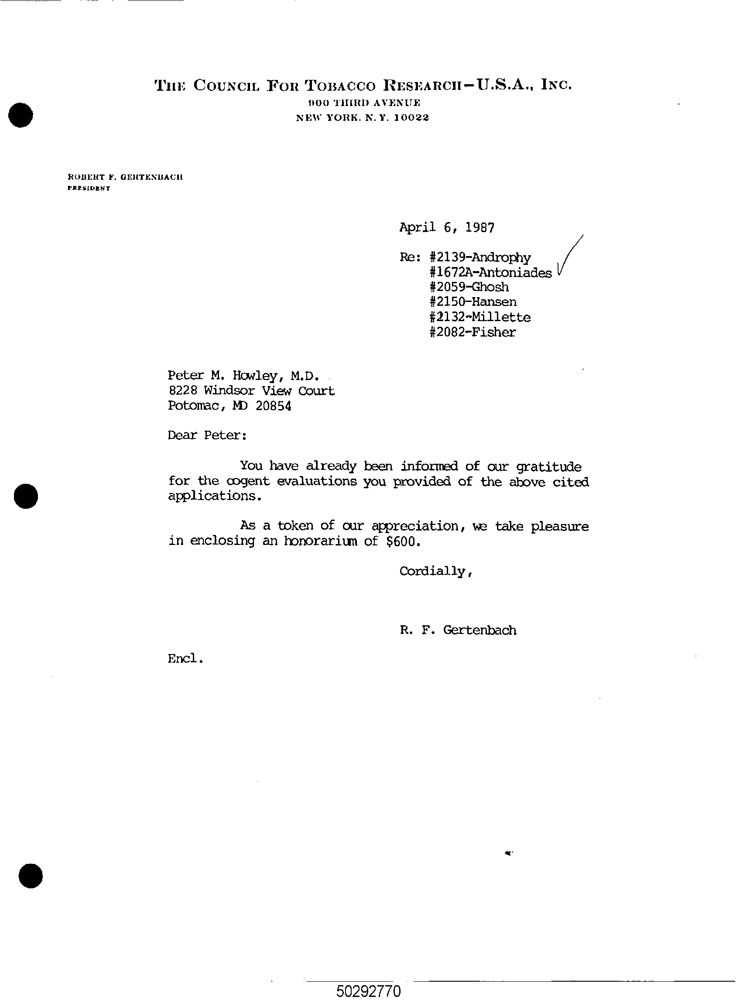 THE COUNCIL FOR TOBACCO RESEARCH-U.S.A., INC.
900 THIRD AVENUE
NEW YORK, N.Y. 10022
ROBERT F. GERTENBACH
PRESIDENT
April 6, 1987
Re: #2139-Androphy
#1672A-Antoniades
#2059-Ghosh
#2150-Hansen
#2132-Millette
#2082-Fisher
Peter M. Howley, M.D.
8228 Windsor View Court
Potomac, MD 20854
Dear Peter:
You have already been informed of our gratitude
for the cogent evaluations you provided of the above cited
applications.
As a token of our appreciation, we take pleasure
in enclosing an honorarium of $600.
Cordially,
R. F. Gertenbach
Encl.
50292770